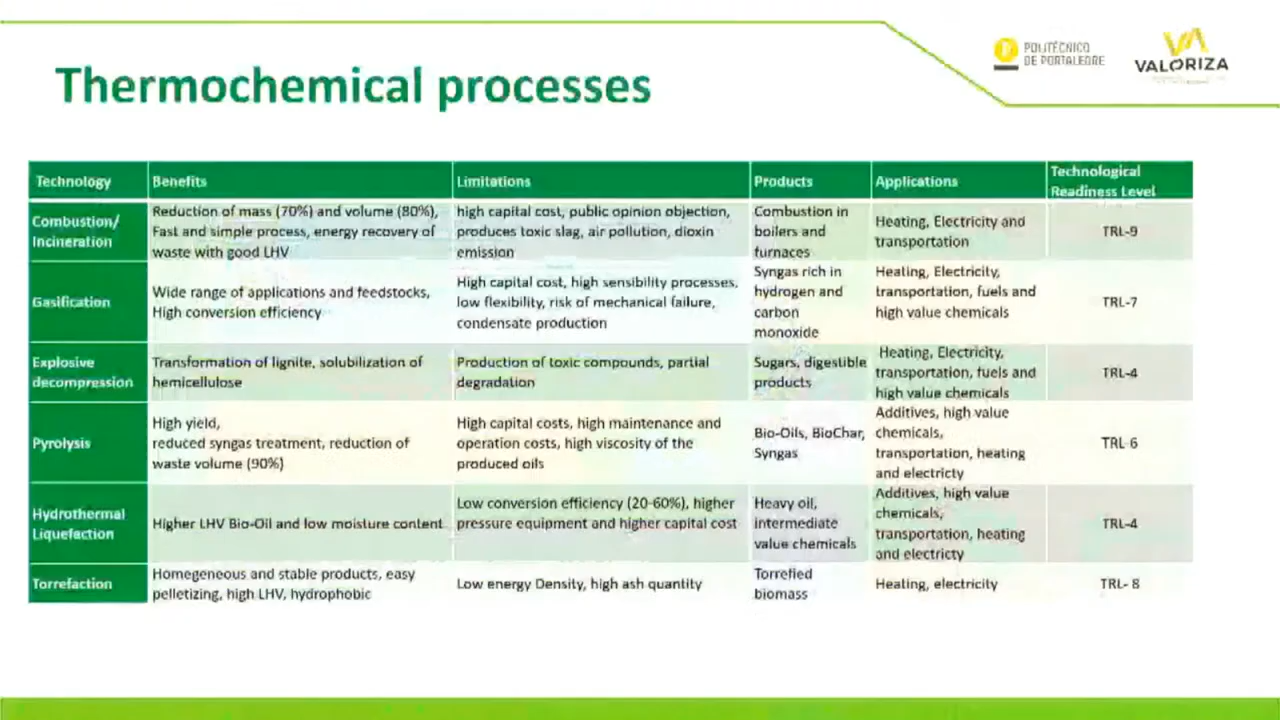 POLITÉCNICO
DE PORTALEGRE
VALORIZA
Thermochemical processes
Technology
Benefits
Limitations
Products
Applications
Technological
Readiness Level
Combustion/
Incineration
Reduction of mass (70%) and volume (80%),
Fast and simple process, energy recovery of
waste with good LHV
high capital cost, public opinion objection,
produces toxic slag, air pollution, dioxin
emission
Combustion in
boilers and
furnaces
Heating, Electricity and
transportation
TRL-9
Gasification
Wide range of applications and feedstocks,
High conversion efficiency
High capital cost, high sensibility processes,
low flexibility, risk of mechanical failure,
condensate production
Syngas rich in
hydrogen and
carbon
monoxide
Heating, Electricity,
transportation, fuels and
high value chemicals
TRL-7
Explosive
decompression
Transformation of lignite, solubilization of
hemicellulose
Production of toxic compounds, partial
degradation
Sugars, digestible
products
Heating, Electricity,
transportation, fuels and
high value chemicals
TRL-4
Pyrolysis
High yield,
reduced syngas treatment, reduction of
waste volume (90%)
High capital costs, high maintenance and
operation costs, high viscosity of the
produced oils
Bio-Oils, BioChar,
Syngas
Additives, high value
chemicals,
transportation, heating
and electricty
TRL-6
Hydrothermal
Liquefaction
Higher LHV Bio-Oil and low moisture content
Low conversion efficiency (20-60%), higher
pressure equipment and higher capital cost
Heavy oil,
intermediate
value chemicals
Additives, high value
chemicals,
transportation, heating
and electricty
TRL-4
Torrefaction
Homegeneous and stable products, easy
pelletizing, high LHV, hydrophobic
Low energy Density, high ash quantity
Torrefied
biomass
Heating, electricity
TRL- 8